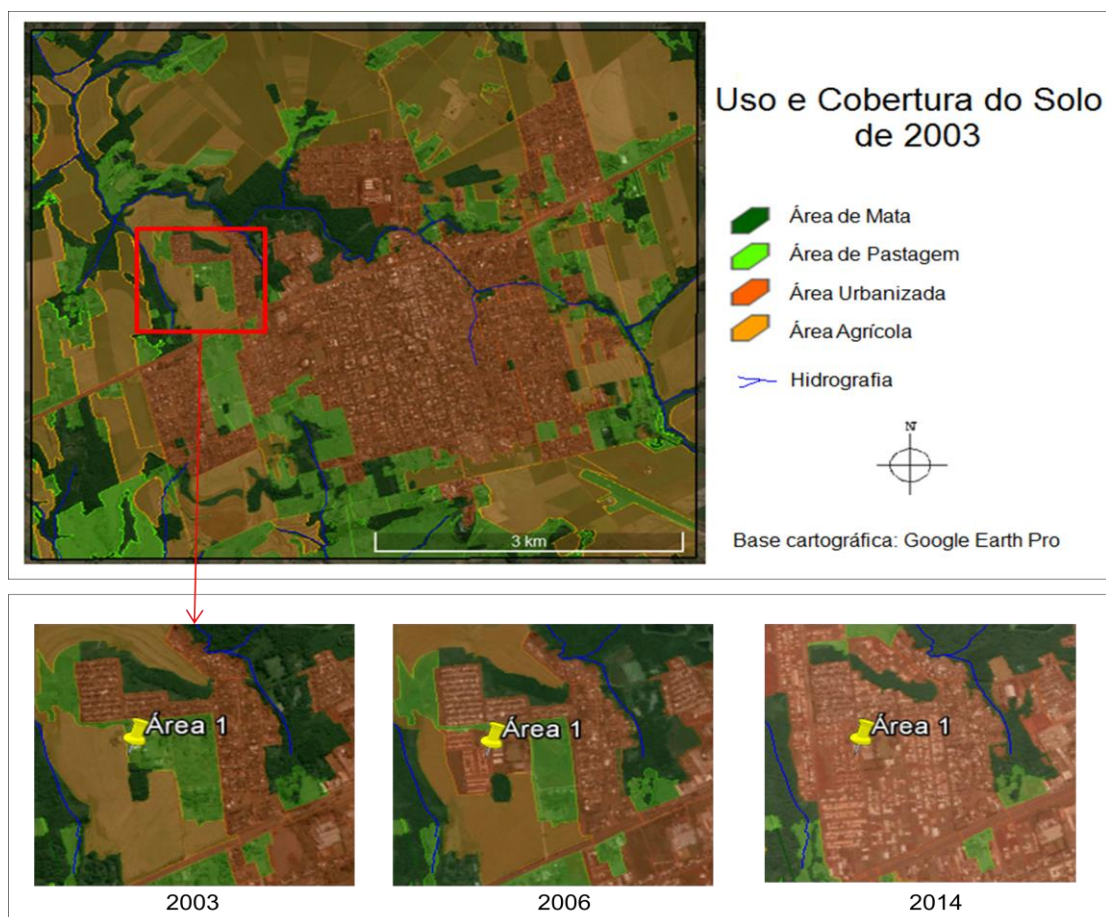 Uso e Cobertura do Solo
de 2003
Área de Mata
Área de Pastagem
Área Urbanizada
Área Agrícola
Hidrografia
N
3 km
Base cartográfica: Google Earth Pro
Área 1
Área 1
Área 1
2003
2006
2014